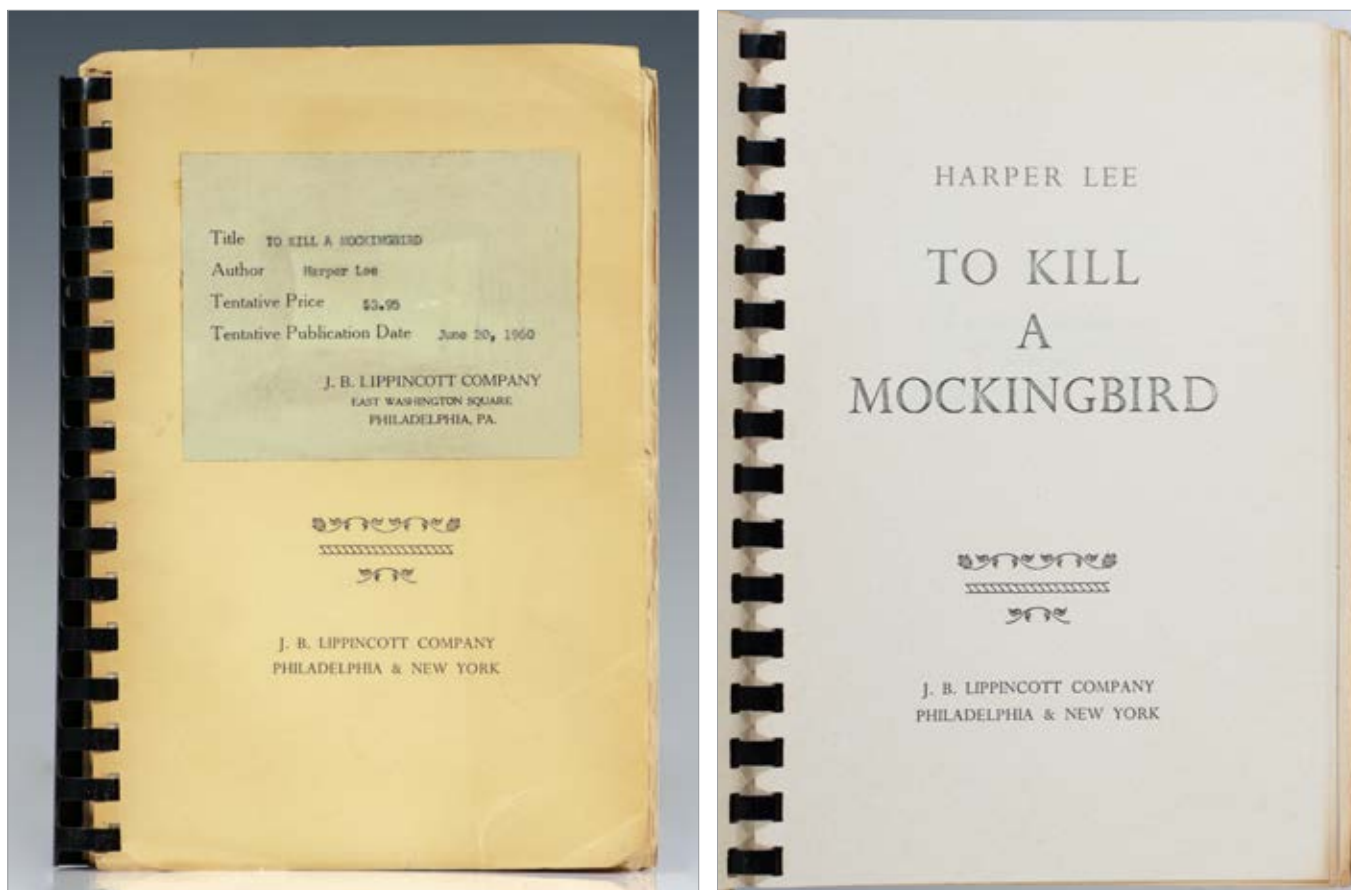 Title TO KILL A MOCKINGBIRD
Author Harper Lee
Tentative Price $3.95
Tentative Publication Date June 20, 1960
J. B. LIPPINCOTT COMPANY
EAST WASHINGTON SQUARE
PHILADELPHIA, PA.
J. B. LIPPINCOTT COMPANY
PHILADELPHIA & NEW YORK
HARPER LEE
TO KILL
A
MOCKINGBIRD
J. B. LIPPINCOTT COMPANY
PHILADELPHIA & NEW YORK